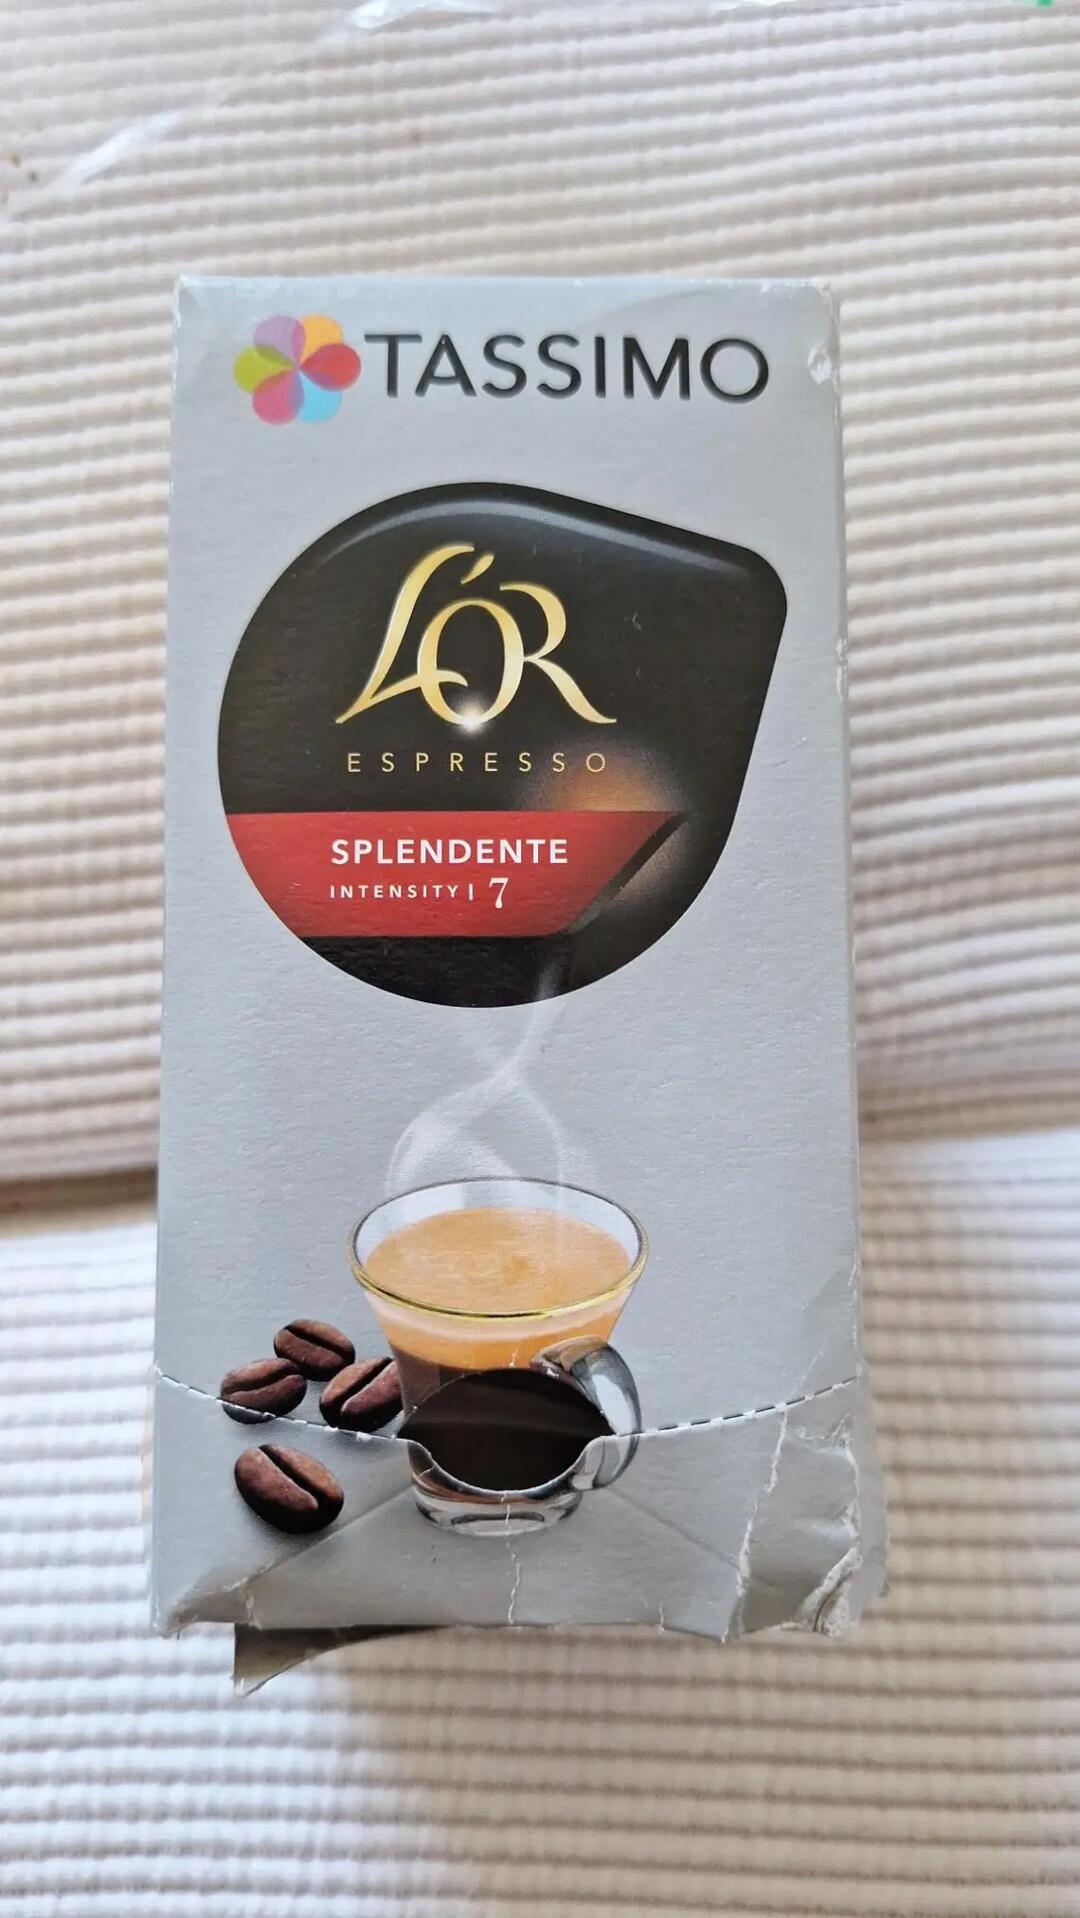 TASSIMO
L'OR
ESPRESSO
SPLENDENTE
INTENSITY | 7